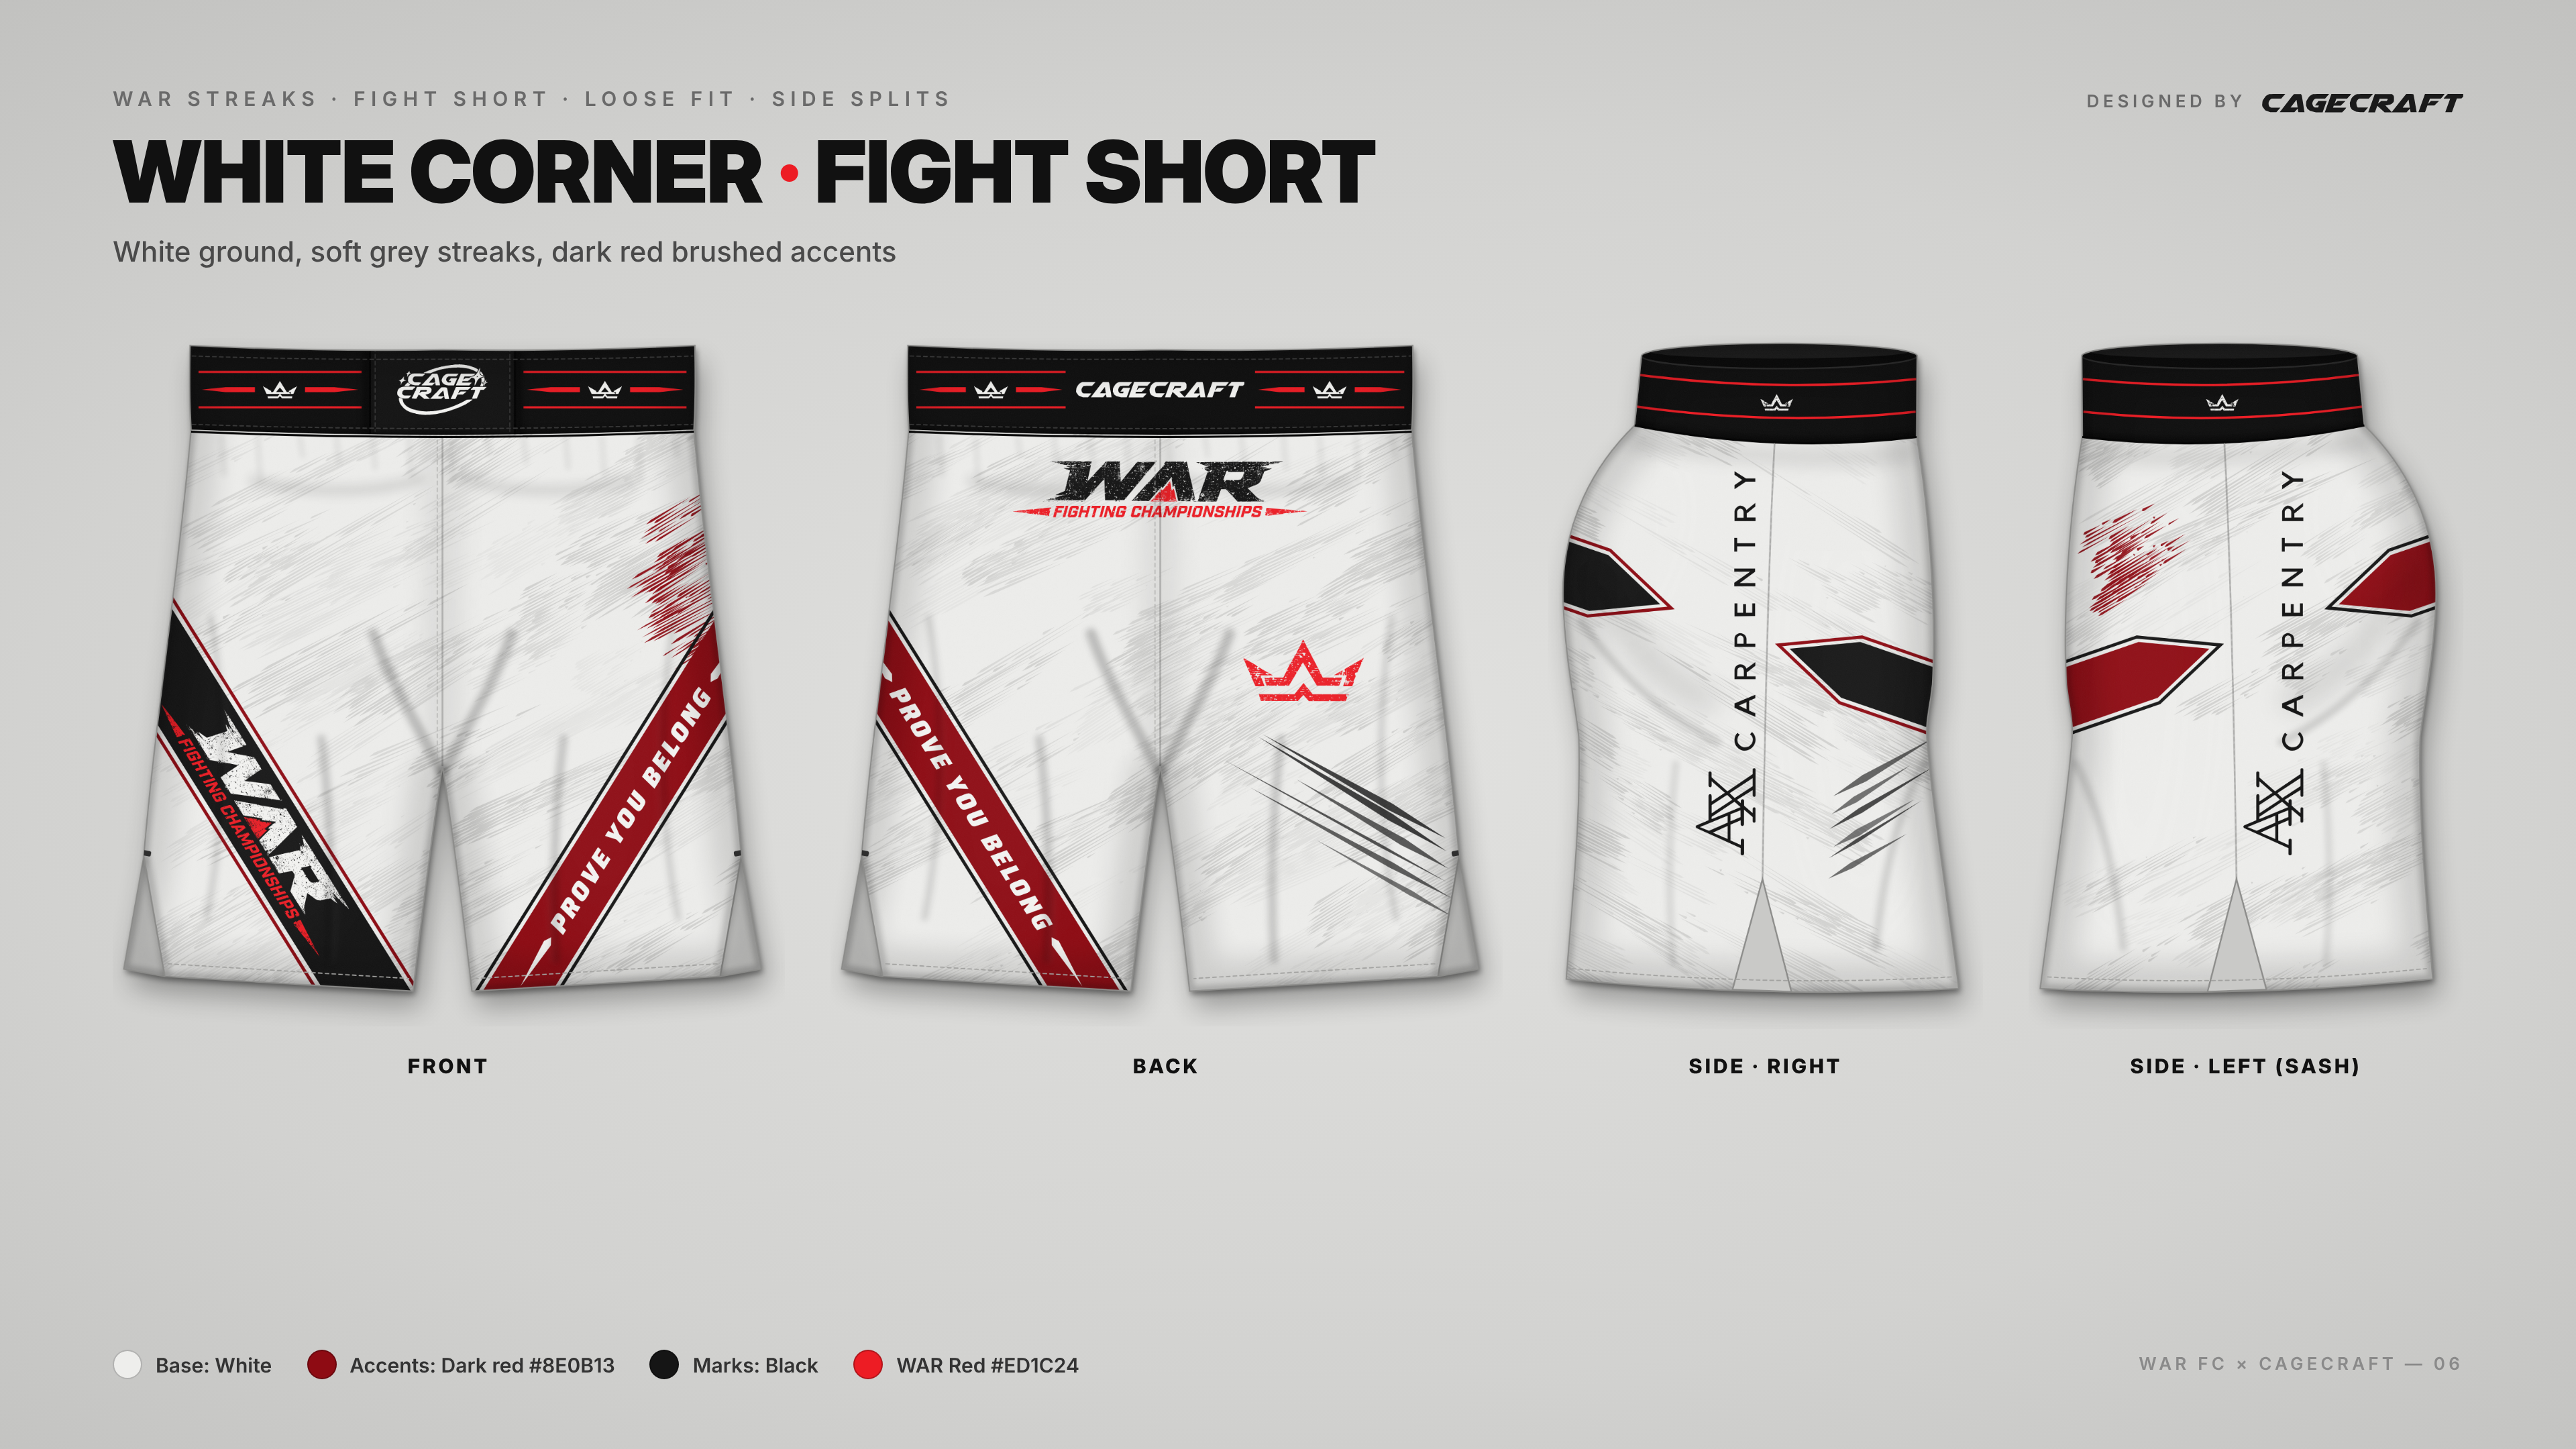 WAR STREAKS · FIGHT SHORT · LOOSE FIT · SIDE SPLITS
DESIGNED BY CAGECRAFT
WHITE CORNER · FIGHT SHORT
White ground, soft grey streaks, dark red brushed accents
CAGE
CRAFT
WAR
FIGHTING CHAMPIONSHIPS
PROVE YOU BELONG
CAGECRAFT
WAR
FIGHTING CHAMPIONSHIPS
PROVE YOU BELONG
AX CARPENTRY
AX CARPENTRY
FRONT
BACK
SIDE · RIGHT
SIDE · LEFT (SASH)
Base: White
Accents: Dark red #8E0B13
Marks: Black
WAR Red #ED1C24
WAR FC × CAGECRAFT — 06